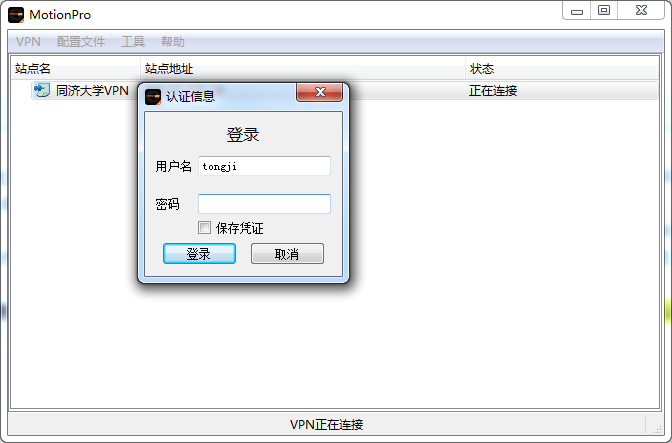 MotionPro
VPN 配置文件 工具 帮助
站点名 站点地址 状态
同济大学VPN 正在连接
认证信息
登录
用户名 tongji
密码
保存凭证
登录 取消
VPN正在连接